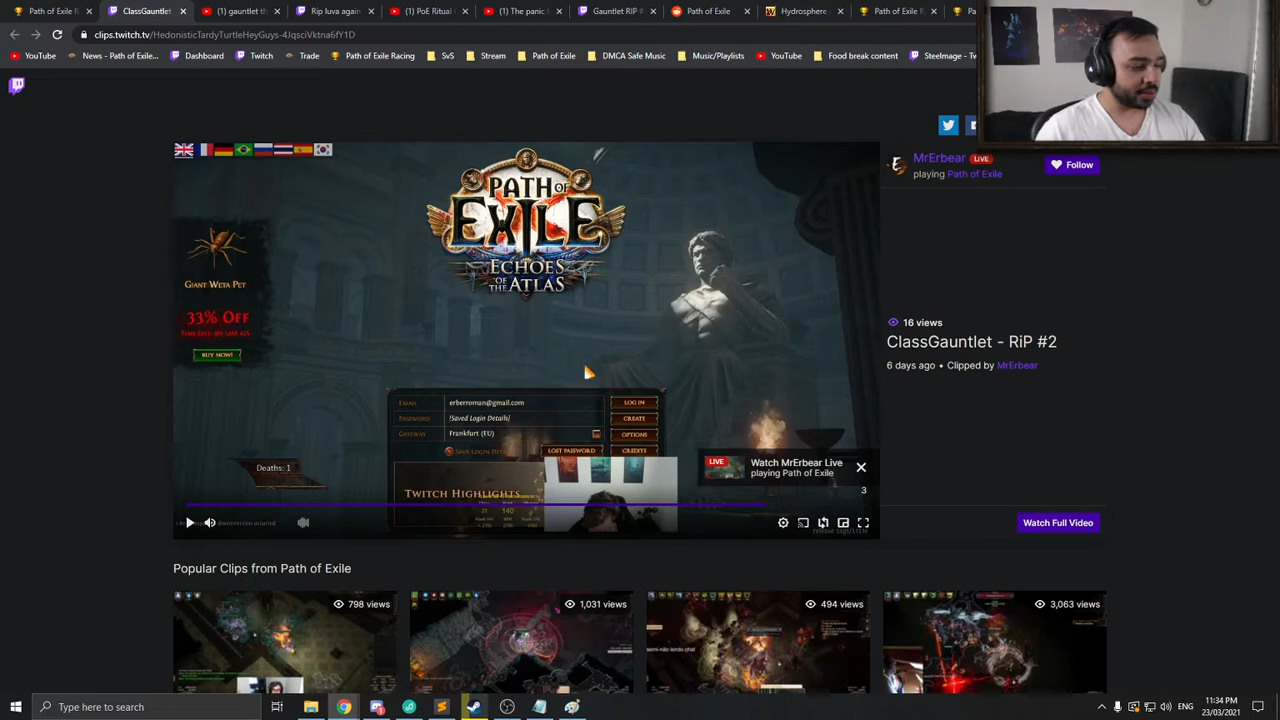 Path of Exile R
ClassGauntlet
gauntlet th
Rip luva again
(1) PoE Ritual
(1) The panic
Gauntlet RIP
Path of Exile
Hydrosphere
Path of Exile R
Pa
clips.twitch.tv/HedonisticTardyTurtleHeyGuys-4JqsciVktna6fY1D
YouTube
News - Path of Exile...
Dashboard
Twitch
Trade
Path of Exile Racing
SvS
Stream
Path of Exile
DMCA Safe Music
Music/Playlists
YouTube
Food break content
SteelMage - Twitch
PATH OF
EXILE
ECHOES
OF THE
ATLAS
GIANT WETA PET
33% OFF
BUY NOW!
EMAIL
erberroman@gmail.com
LOG IN
PASSWORD
[Saved Login Details]
CREATE
GATEWAY
Frankfurt (EU)
OPTIONS
LOST PASSWORD
CREDITS
TWITCH HIGHLIGHTS
Deaths: 1
LIVE
Watch MrErbear Live
playing Path of Exile
3
MrErbear LIVE
playing Path of Exile
Follow
16 views
ClassGauntlet - RiP #2
6 days ago • Clipped by MrErbear
Watch Full Video
Popular Clips from Path of Exile
798 views
1,031 views
494 views
3,063 views
Type here to search
ENG
11:34 PM
23/03/2021